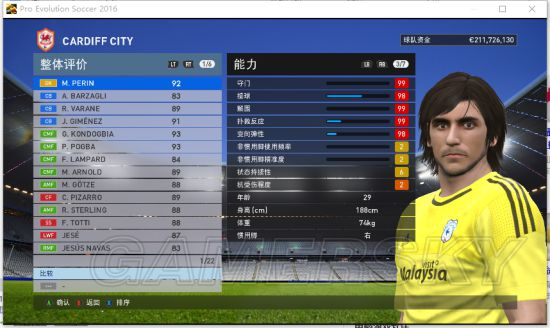 Pro Evolution Soccer 2016
CARDIFF CITY
球队资金 €211,726,130
整体评价 LT RT 1/6
GK M. PERIN 92
CB A. BARZAGLI 83
CB R. VARANE 89
CB J. GIMÉNEZ 91
CMF G. KONDOGBIA 93
CMF P. POGBA 93
CMF F. LAMPARD 84
CMF M. ARNOLD 89
AMF M. GÖTZE 88
CF C. PIZARRO 89
AMF R. STERLING 88
SS F. TOTTI 88
LWF JESÉ 87
RMF JESÚS NAVAS 83
1/22
比较
--- -
A 确认 B 返回 X 排序
能力 LB RB 3/7
守门 99
接球 98
解围 99
扑救反应 99
变向弹性 98
非惯用脚使用频率 2
非惯用脚精准度 2
状态持续性 6
抗受伤程度 2
年龄 29
身高(cm) 188cm
体重 74kg
惯用脚 右
visit
Malaysia
GAMERSKY